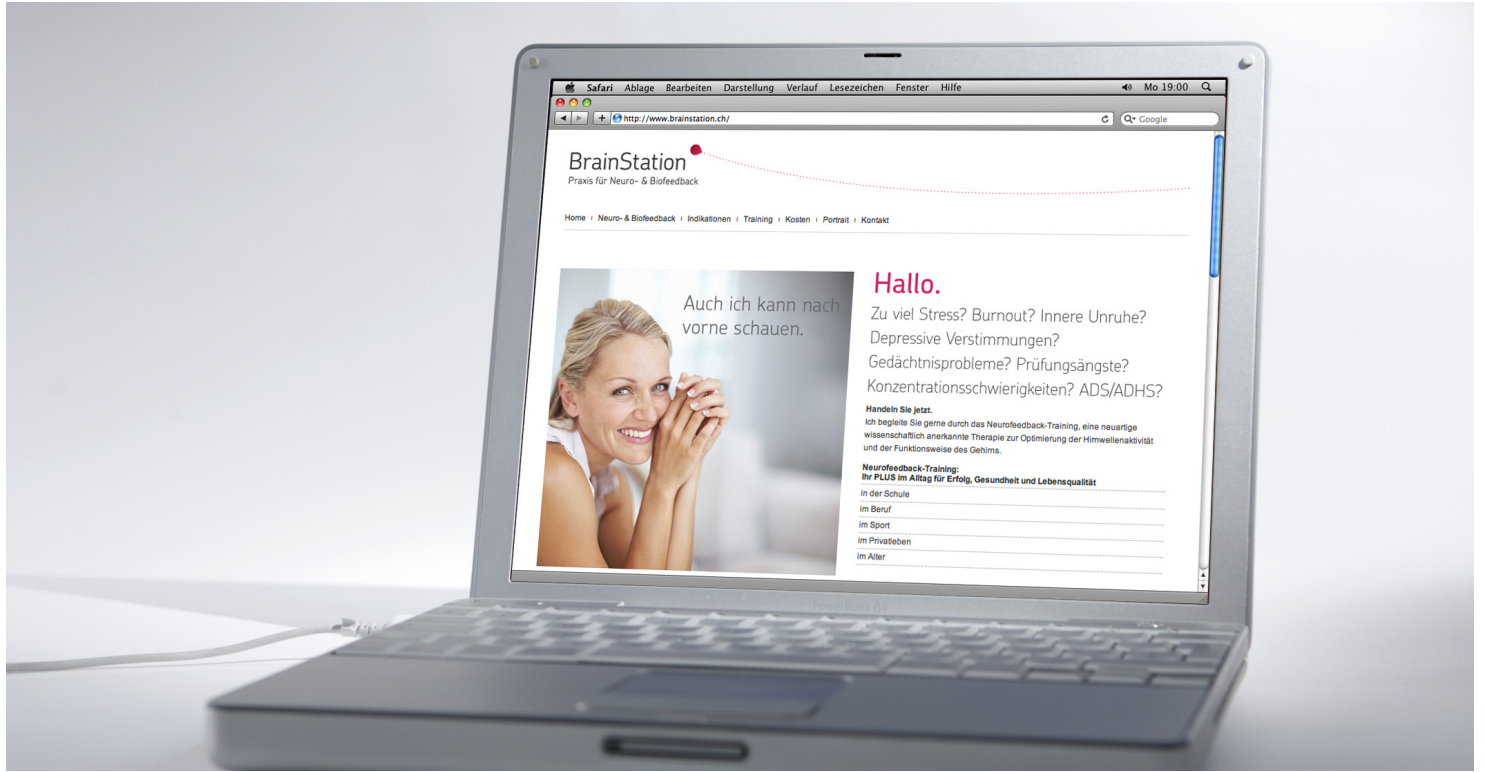 Safari Ablage Bearbeiten Darstellung Verlauf Lesezeichen Fenster Hilfe Mo 19:00
http://www.brainstation.ch/ Google
BrainStation
Praxis für Neuro- & Biofeedback
Home Neuro- & Biofeedback Indikationen Training Kosten Portrait Kontakt
Auch ich kann nach
vorne schauen.
Hallo.
Zu viel Stress? Burnout? Innere Unruhe?
Depressive Verstimmungen?
Gedächtnisprobleme? Prüfungsängste?
Konzentrationsschwierigkeiten? ADS/ADHS?
Handeln Sie jetzt.
Ich begleite Sie gerne durch das Neurofeedback-Training, eine neuartige
wissenschaftlich anerkannte Therapie zur Optimierung der Hirnwellenaktivität
und der Funktionsweise des Gehirns.
Neurofeedback-Training:
Ihr PLUS im Alltag für Erfolg, Gesundheit und Lebensqualität
in der Schule
im Beruf
im Sport
im Privatleben
im Alter
PowerBook G4